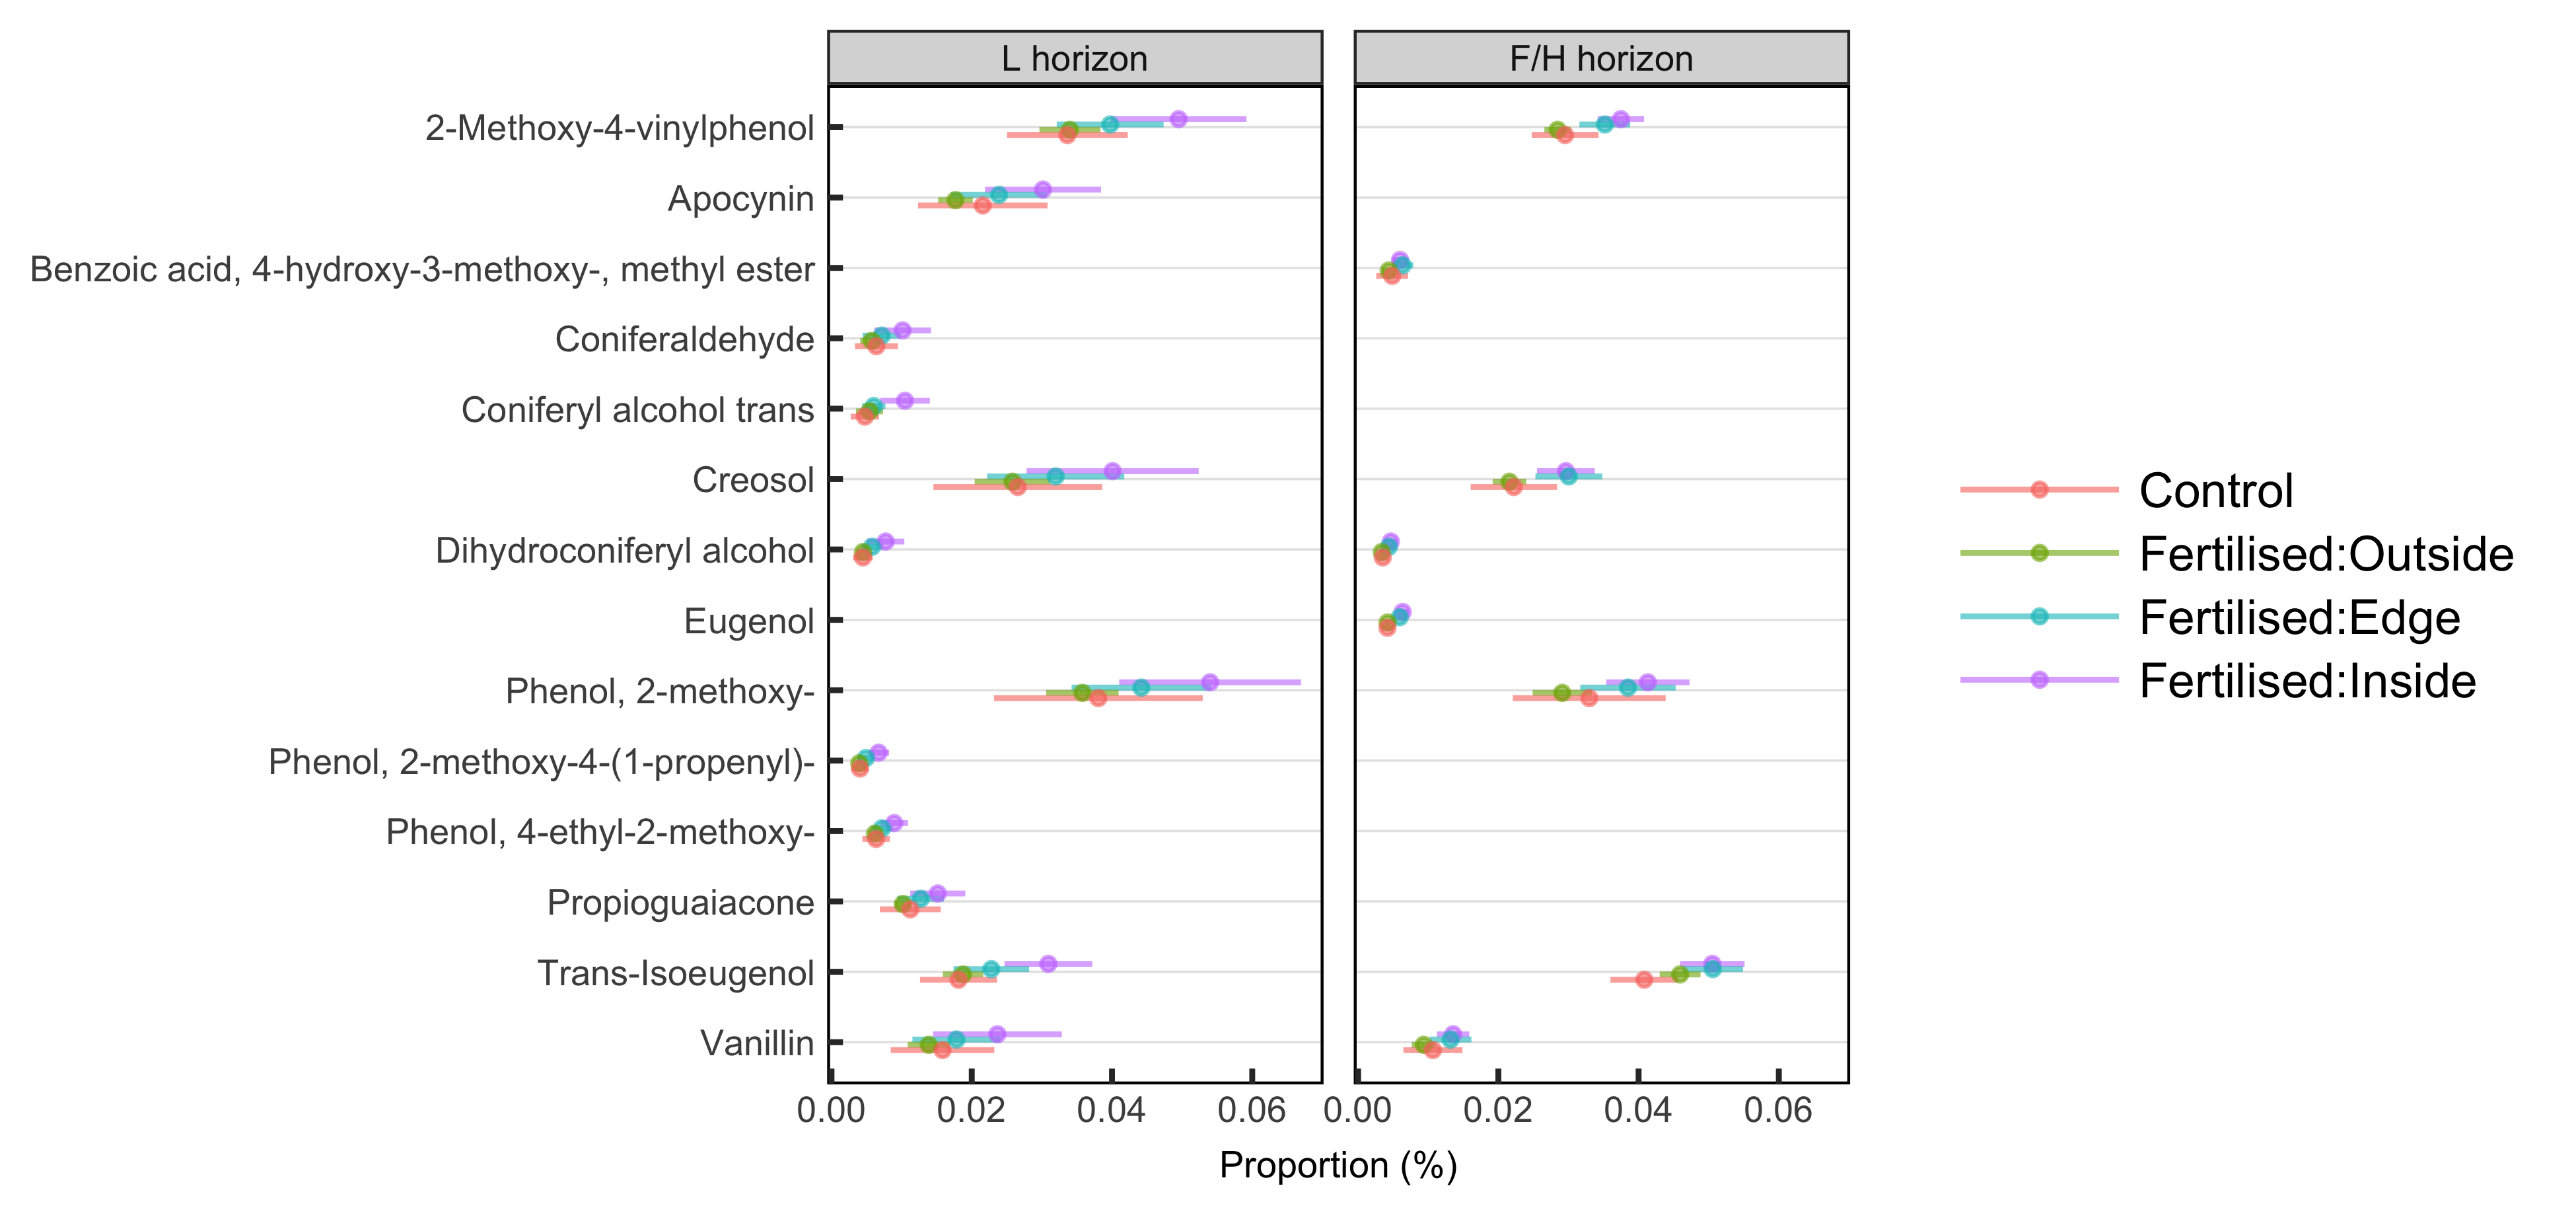 L horizon
F/H horizon
2-Methoxy-4-vinylphenol
Apocynin
Benzoic acid, 4-hydroxy-3-methoxy-, methyl ester
Coniferaldehyde
Coniferyl alcohol trans
Creosol
Dihydroconiferyl alcohol
Eugenol
Phenol, 2-methoxy-
Phenol, 2-methoxy-4-(1-propenyl)-
Phenol, 4-ethyl-2-methoxy-
Propioguaiacone
Trans-Isoeugenol
Vanillin
0.00 0.02 0.04 0.06
0.00 0.02 0.04 0.06
Proportion (%)
Control
Fertilised:Outside
Fertilised:Edge
Fertilised:Inside